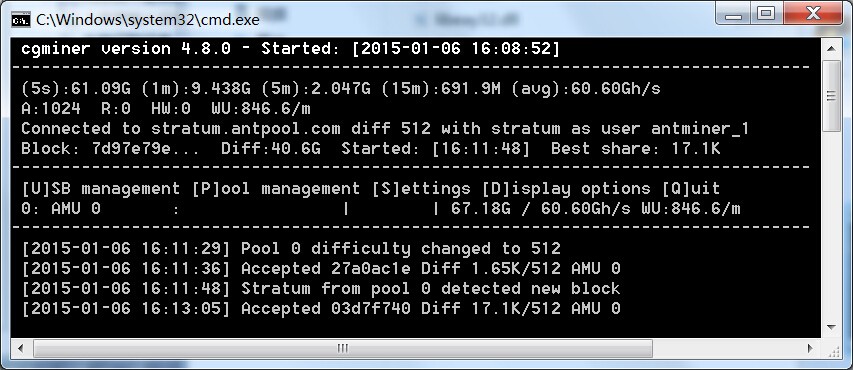 C:\Windows\system32\cmd.exe
cgminer version 4.8.0 - Started: [2015-01-06 16:08:52]
(5s):61.09G (1m):9.438G (5m):2.047G (15m):691.9M (avg):60.60Gh/s
A:1024 R:0 HW:0 WU:846.6/m
Connected to stratum.antpool.com diff 512 with stratum as user antminer_1
Block: 7d97e79e... Diff:40.6G Started: [16:11:48] Best share: 17.1K
[U]SB management [P]ool management [S]ettings [D]isplay options [Q]uit
0: AMU 0 : | | 67.18G / 60.60Gh/s WU:846.6/m
[2015-01-06 16:11:29] Pool 0 difficulty changed to 512
[2015-01-06 16:11:36] Accepted 27a0ac1e Diff 1.65K/512 AMU 0
[2015-01-06 16:11:48] Stratum from pool 0 detected new block
[2015-01-06 16:13:05] Accepted 03d7f740 Diff 17.1K/512 AMU 0